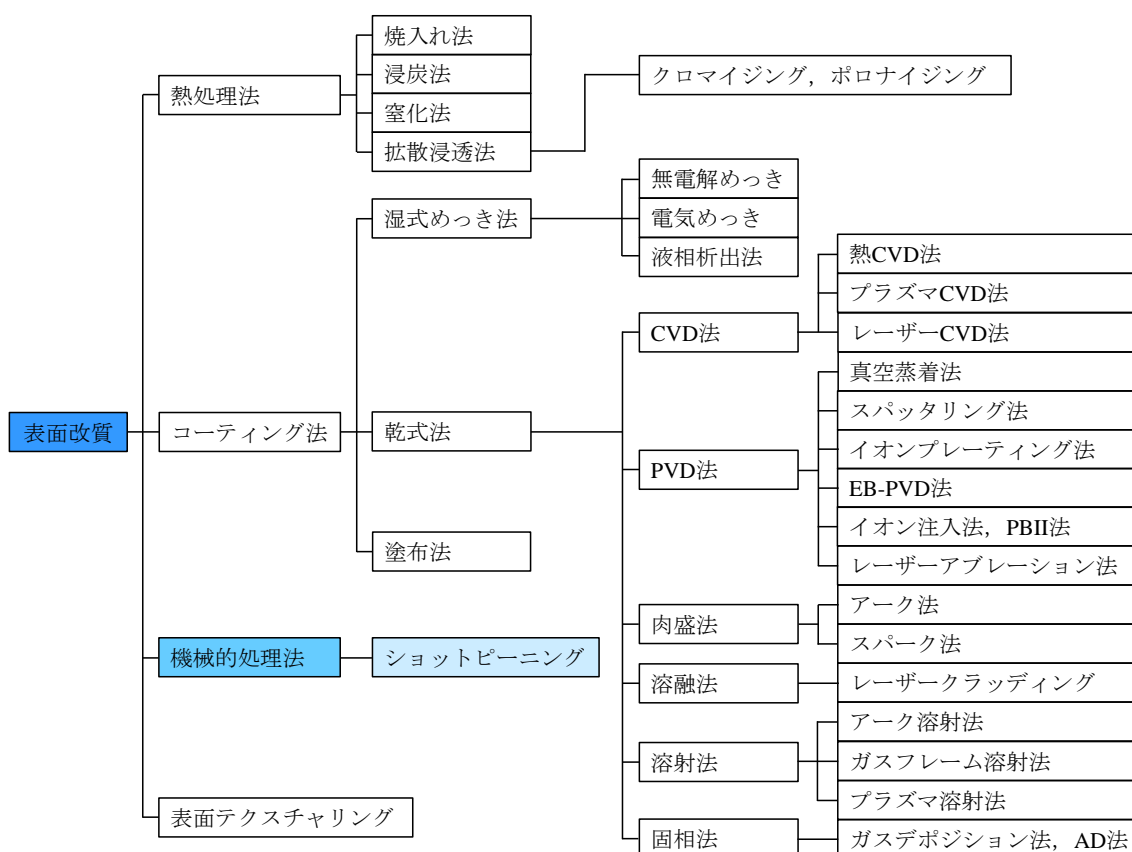 焼入れ法
浸炭法
クロマイジング，ポロナイジング
熱処理法
窒化法
拡散浸透法
無電解めっき
湿式めっき法
電気めっき
液相析出法
熱CVD法
プラズマCVD法
CVD法
レーザーCVD法
真空蒸着法
スパッタリング法
表面改質
コーティング法
乾式法
イオンプレーティング法
PVD法
EB-PVD法
イオン注入法，PBII法
塗布法
レーザーアブレーション法
アーク法
肉盛法
スパーク法
機械的処理法
ショットピーニング
溶融法
レーザークラッディング
アーク溶射法
溶射法
ガスフレーム溶射法
プラズマ溶射法
表面テクスチャリング
固相法
ガスデポジション法，AD法